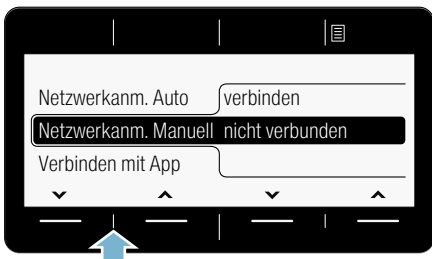 Netzwerkanm. Auto verbinden
Netzwerkanm. Manuell nicht verbunden
Verbinden mit App